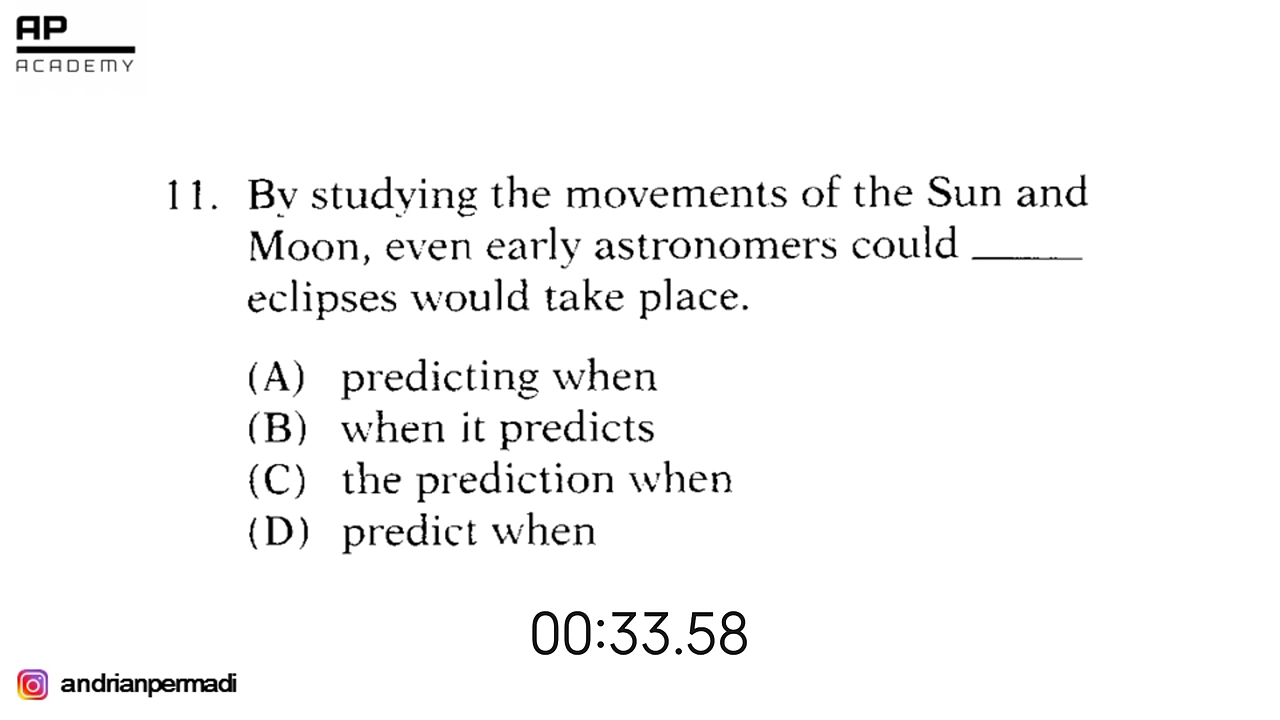 AP
ACADEMY
11. By studying the movements of the Sun and
Moon, even early astronomers could _____
eclipses would take place.
(A) predicting when
(B) when it predicts
(C) the prediction when
(D) predict when
00:33.58
andrianpermadi